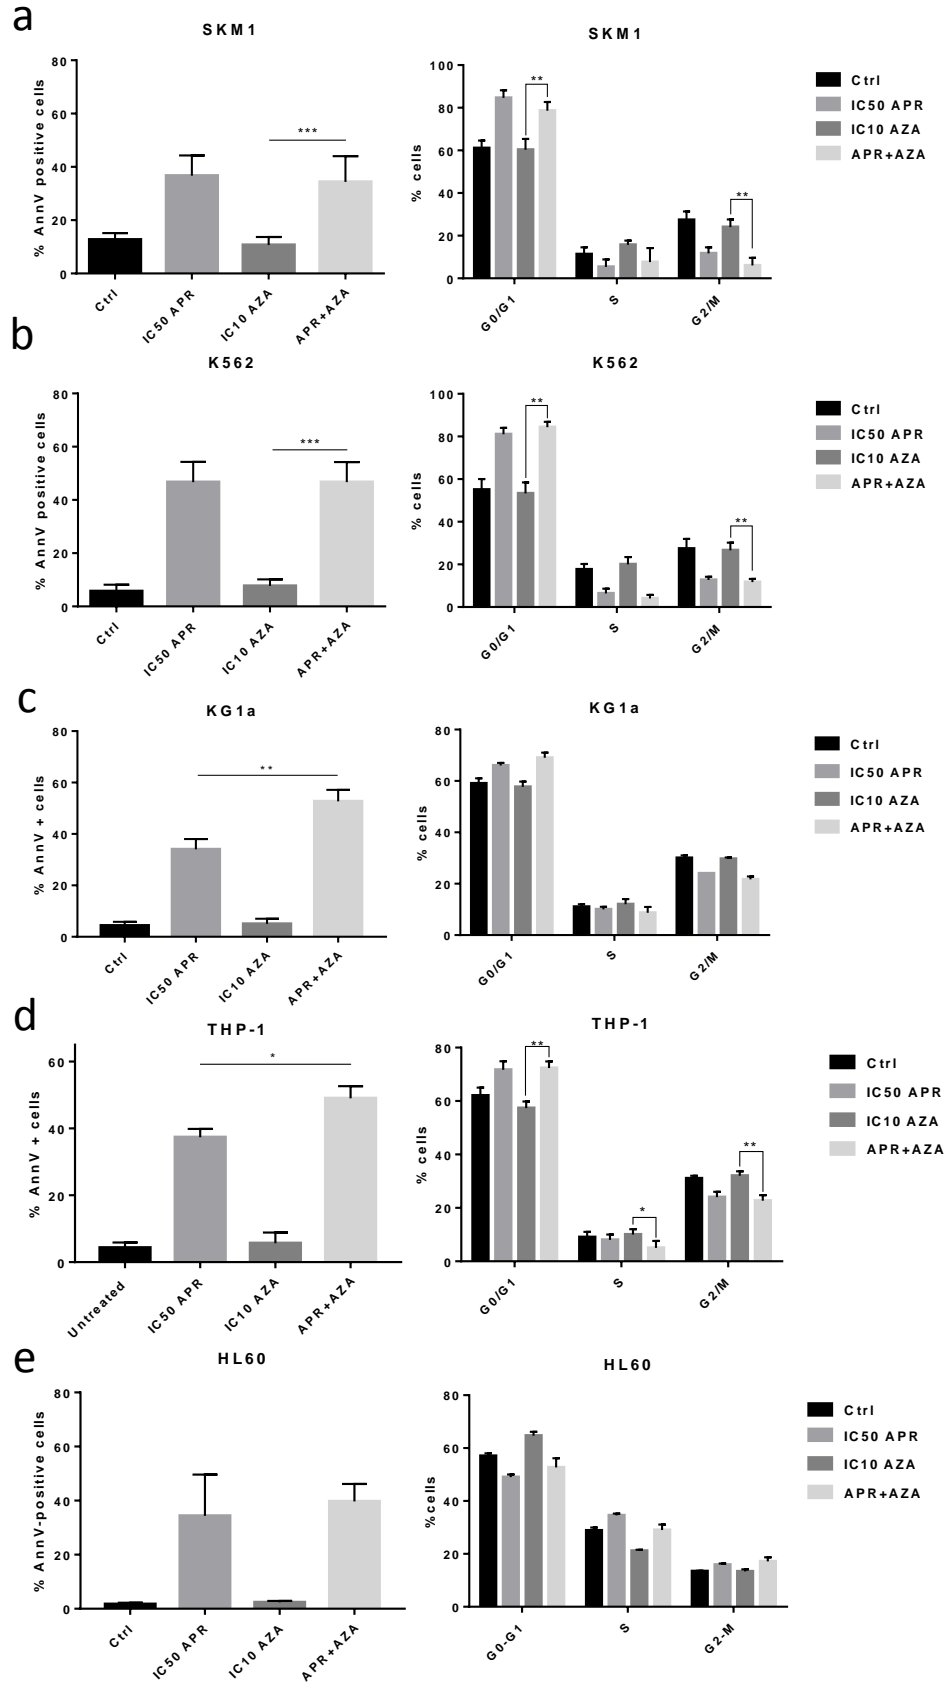 a
SKM1
% AnnV positive cells
80
60
40
20
0
***
Ctrl
IC50 APR
IC10 AZA
APR+AZA
SKM1
% cells
100
80
60
40
20
0
**
**
G0/G1
S
G2/M
Ctrl
IC50 APR
IC10 AZA
APR+AZA
b
K562
% AnnV positive cells
80
60
40
20
0
***
Ctrl
IC50 APR
IC10 AZA
APR+AZA
K562
% cells
100
80
60
40
20
0
**
**
G0/G1
S
G2/M
Ctrl
IC50 APR
IC10 AZA
APR+AZA
c
KG1a
% AnnV + cells
80
60
40
20
0
**
Ctrl
IC50 APR
IC10 AZA
APR+AZA
KG1a
% cells
80
60
40
20
0
G0/G1
S
G2/M
Ctrl
IC50 APR
IC10 AZA
APR+AZA
d
THP-1
% AnnV + cells
60
40
20
0
*
Untreated
IC50 APR
IC10 AZA
APR+AZA
THP-1
% cells
80
60
40
20
0
**
*
**
G0/G1
S
G2/M
Ctrl
IC50 APR
IC10 AZA
APR+AZA
e
HL60
% AnnV-positive cells
80
60
40
20
0
Ctrl
IC50 APR
IC10 AZA
APR+AZA
HL60
%cells
80
60
40
20
0
G0-G1
S
G2-M
Ctrl
IC50 APR
IC10 AZA
APR+AZA